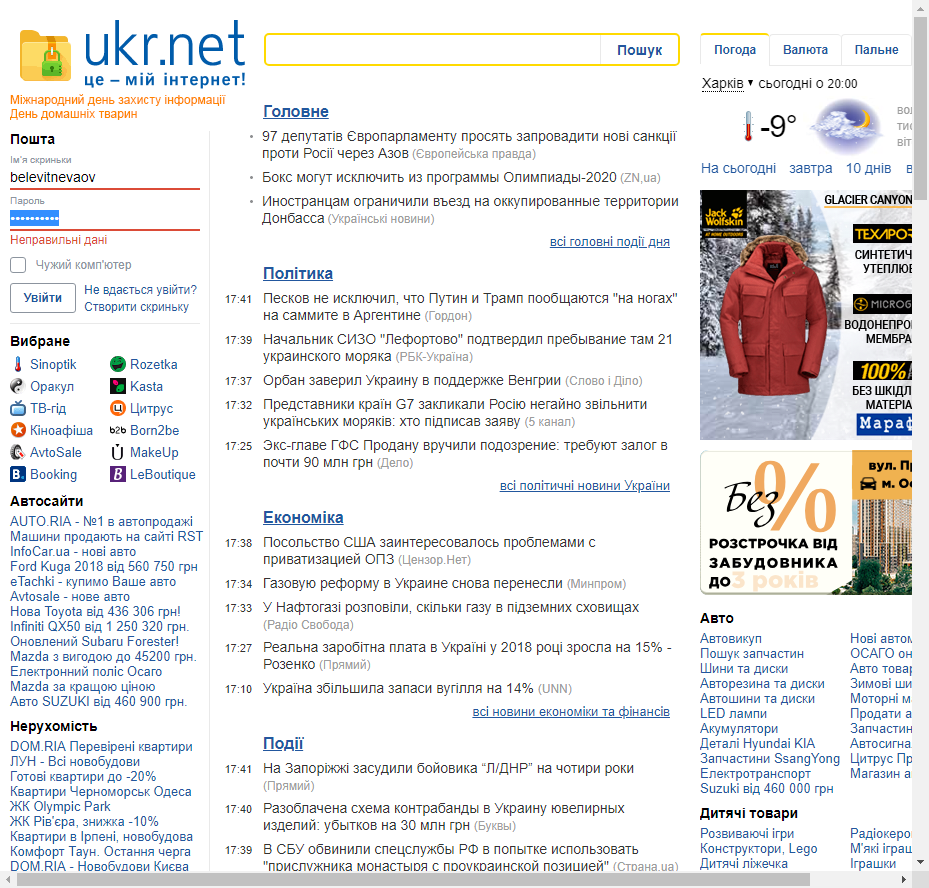 ukr.net
це – мій інтернет!
Міжнародний день захисту інформації
День домашніх тварин
Пошта
Ім'я скриньки
belevitnevaov
Пароль
••••••••••
Неправильні дані
Чужий комп'ютер
Увійти
Не вдається увійти?
Створити скриньку
Вибране
Sinoptik
Rozetka
Оракул
Kasta
ТВ-гід
Цитрус
Кіноафіша
b2b Born2be
AvtoSale
MakeUp
B. Booking
B LeBoutique
Автосайти
AUTO.RIA - №1 в автопродажі
Машини продають на сайті RST
InfoCar.ua - нові авто
Ford Kuga 2018 від 560 750 грн
eTachki - купимо Ваше авто
Avtosale - нове авто
Нова Toyota від 436 306 грн!
Infiniti QX50 від 1 250 320 грн.
Оновлений Subaru Forester!
Mazda з вигодою до 45200 грн.
Електронний поліс Ocaro
Mazda за кращою ціною
Авто SUZUKI від 460 900 грн.
Нерухомість
DOM.RIA Перевірені квартири
ЛУН - Всі новобудови
Готові квартири до -20%
Квартири Черноморськ Одеса
ЖК Olympic Park
ЖК Рів'єра, знижка -10%
Квартири в Ірпені, новобудова
Комфорт Таун. Остання черга
DOM.RIA - Новобудови Києва
Пошук
Головне
97 депутатів Європарламенту просять запровадити нові санкції
проти Росії через Азов (Європейська правда)
Бокс могут исключить из программы Олимпиады-2020 (ZN,ua)
Иностранцам ограничили въезд на оккупированные территории
Донбасса (Українські новини)
всі головні події дня
Політика
17:41 Песков не исключил, что Путин и Трамп пообщаются "на ногах"
на саммите в Аргентине (Гордон)
17:39 Начальник СИЗО "Лефортово" подтвердил пребывание там 21
украинского моряка (РБК-Україна)
17:37 Орбан заверил Украину в поддержке Венгрии (Слово і Діло)
17:32 Представники країн G7 закликали Росію негайно звільнити
українських моряків: хто підписав заяву (5 канал)
17:25 Экс-главе ГФС Продану вручили подозрение: требуют залог в
почти 90 млн грн (Дело)
всі політичні новини України
Економіка
17:38 Посольство США заинтересовалось проблемами с
приватизацией ОПЗ (Цензор.Нет)
17:34 Газовую реформу в Украине снова перенесли (Минпром)
17:33 У Нафтогазі розповіли, скільки газу в підземних сховищах
(Радіо Свобода)
17:27 Реальна заробітна плата в Україні у 2018 році зросла на 15% -
Розенко (Прямий)
17:10 Україна збільшила запаси вугілля на 14% (UNN)
всі новини економіки та фінансів
Події
17:41 На Запоріжжі засудили бойовика “Л/ДНР” на чотири роки
(Прямий)
17:40 Разоблачена схема контрабанды в Украину ювелирных
изделий: убытков на 30 млн грн (Буквы)
17:39 В СБУ обвинили спецслужбы РФ в попытке использовать
"прислужника монастыря с проукраинской позицией" (Страна.ua)
Погода
Валюта
Пальне
Харків сьогодні о 20:00
-9°
вол
тис
віт
На сьогодні завтра 10 днів в
Jack
Wolfskin
AT HOME OUTDOORS
GLACIER CANYON
TEXAPOR
СИНТЕТИЧ
УТЕПЛЮВ
MICROG
ВОДОНЕПРО
МЕМБРА
100%
БЕЗ ШКІДЛ
МАТЕРІА
Мараф
Без %
РОЗСТРОЧКА ВІД
ЗАБУДОВНИКА
до 3 років
вул. Пр
м. Ос
Авто
Автовикуп
Нові автом
Пошук запчастин
ОСАГО он
Шини та диски
Авто товар
Авторезина та диски
Зимові ши
Автошини та диски
Моторні ма
LED лампи
Продати а
Акумулятори
Запчастин
Деталі Hyundai KIA
Автосигна
Запчастини SsangYong
Цитрус Пр
Електротранспорт
Магазин а
Suzuki від 460 000 грн
Дитячі товари
Розвиваючі ігри
Радіокеро
Конструктори, Lego
М'які іграш
Дитячі ліжечка
Іграшки